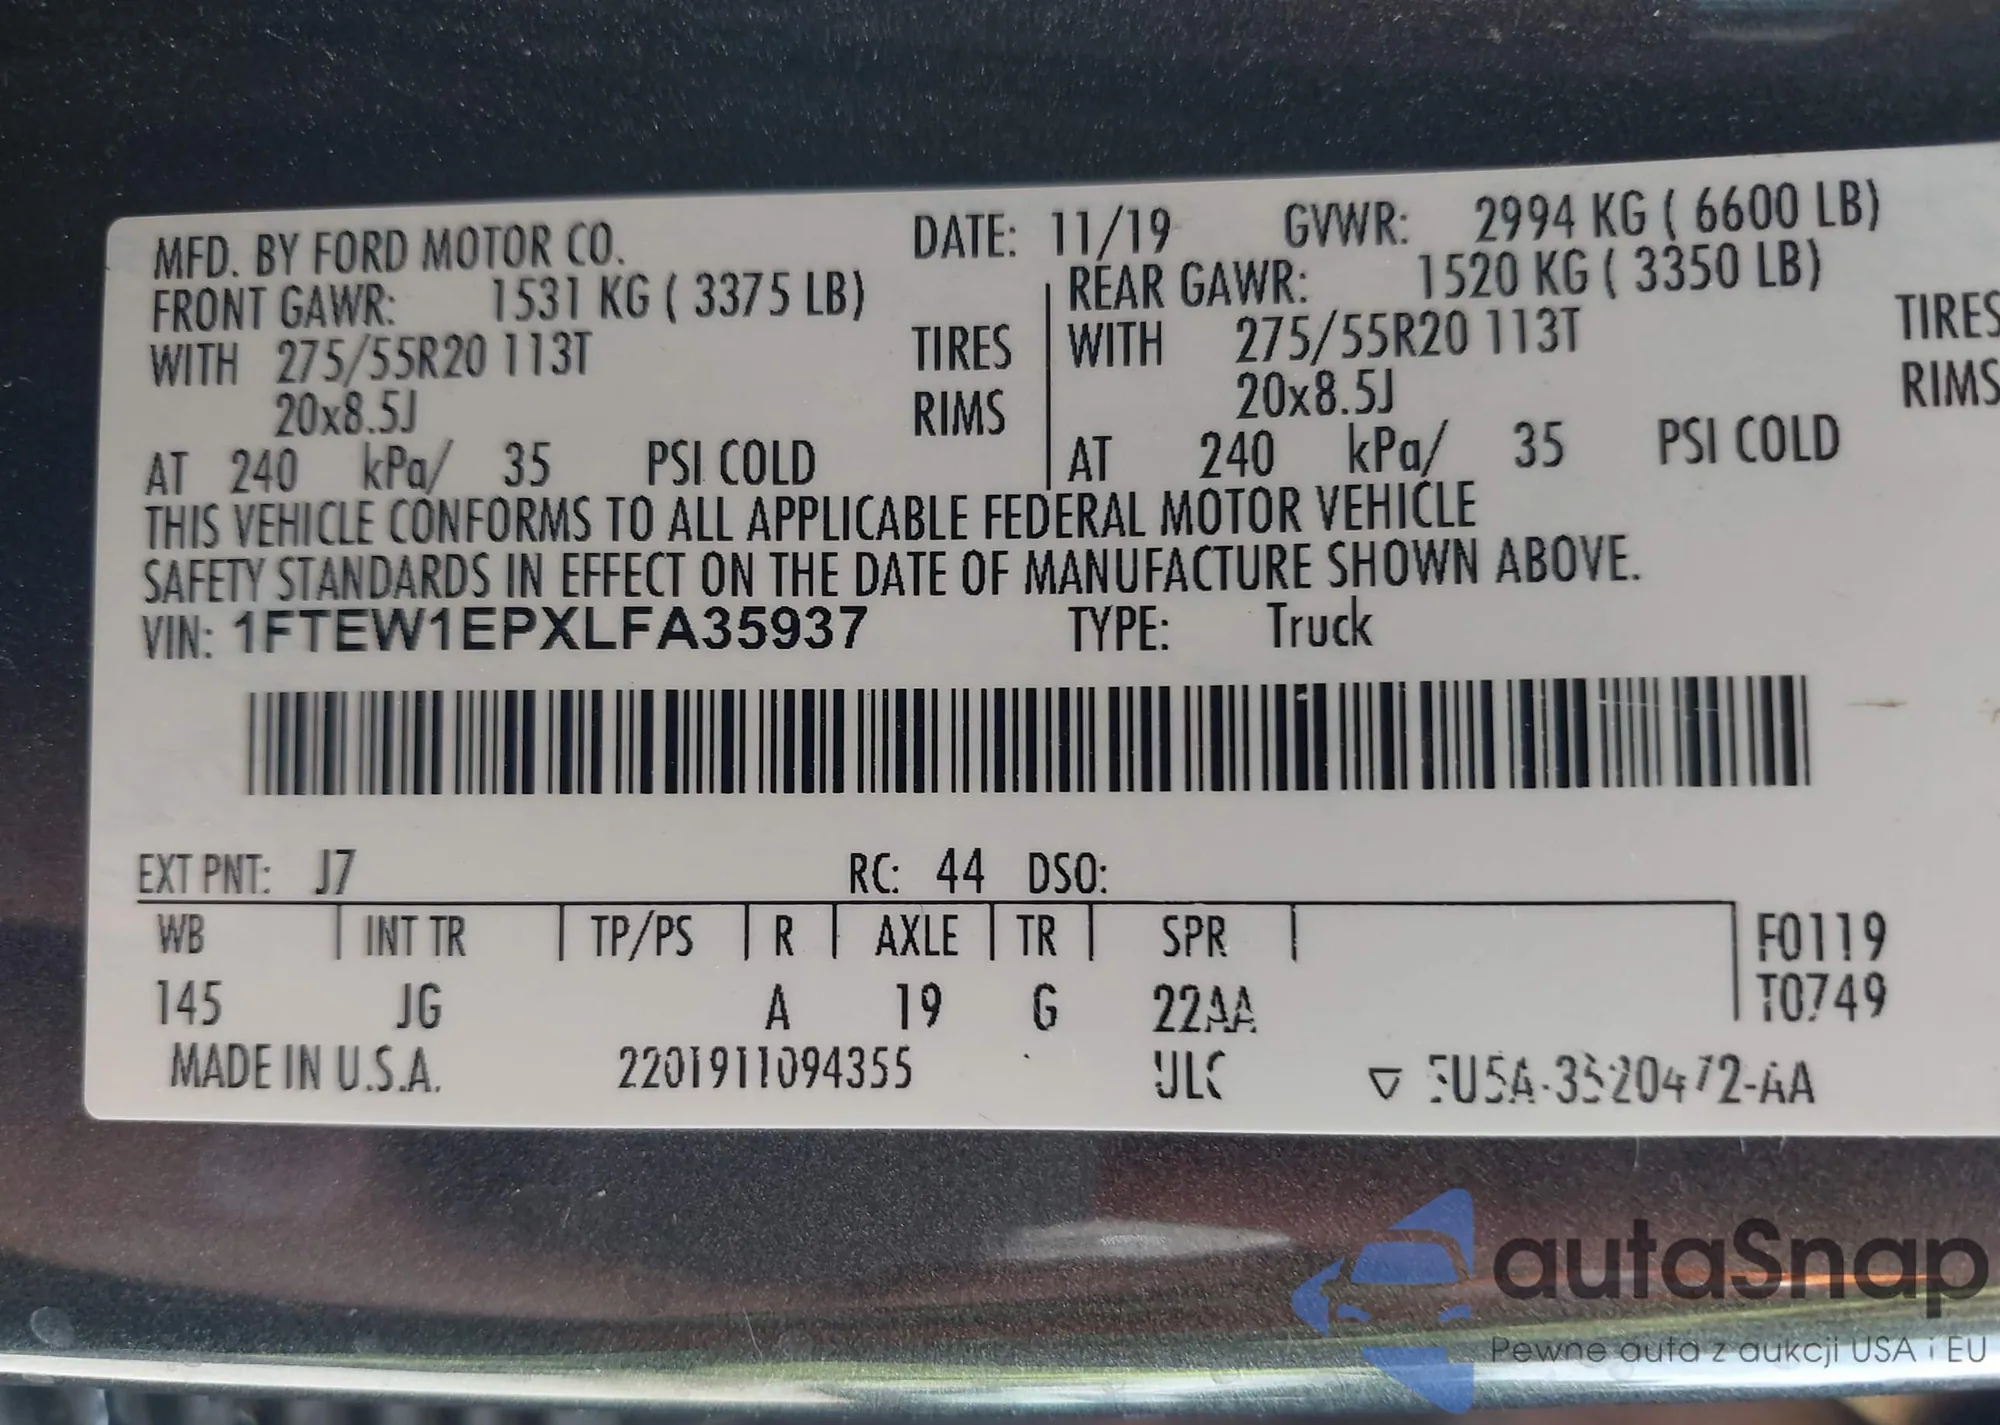 MFD. BY FORD MOTOR CO. DATE: 11/19 GVWR: 2994 KG ( 6600 LB)
FRONT GAWR: 1531 KG ( 3375 LB) REAR GAWR: 1520 KG ( 3350 LB)
WITH 275/55R20 113T TIRES WITH 275/55R20 113T TIRES
20x8.5J RIMS 20x8.5J RIMS
AT 240 kPa/ 35 PSI COLD AT 240 kPa/ 35 PSI COLD
THIS VEHICLE CONFORMS TO ALL APPLICABLE FEDERAL MOTOR VEHICLE
SAFETY STANDARDS IN EFFECT ON THE DATE OF MANUFACTURE SHOWN ABOVE.
VIN: 1FTEW1EPXLFA35937 TYPE: Truck
EXT PNT: J7 RC: 44 DSO:
WB INT TR TP/PS R AXLE TR SPR F0119
145 JG A 19 G 22AA T0749
MADE IN U.S.A. 2201911094355
autaSnap
Pewne auta z aukcji USA i EU